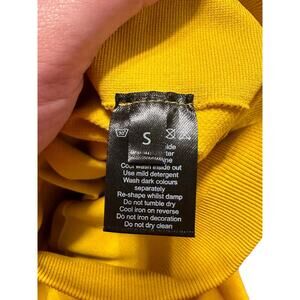 30
S
Cool wash inside out
Use mild detergent
Wash dark colours
separately
Re-shape whilst damp
Do not tumble dry
Cool iron on reverse
Do not iron decoration
Do not dry clean